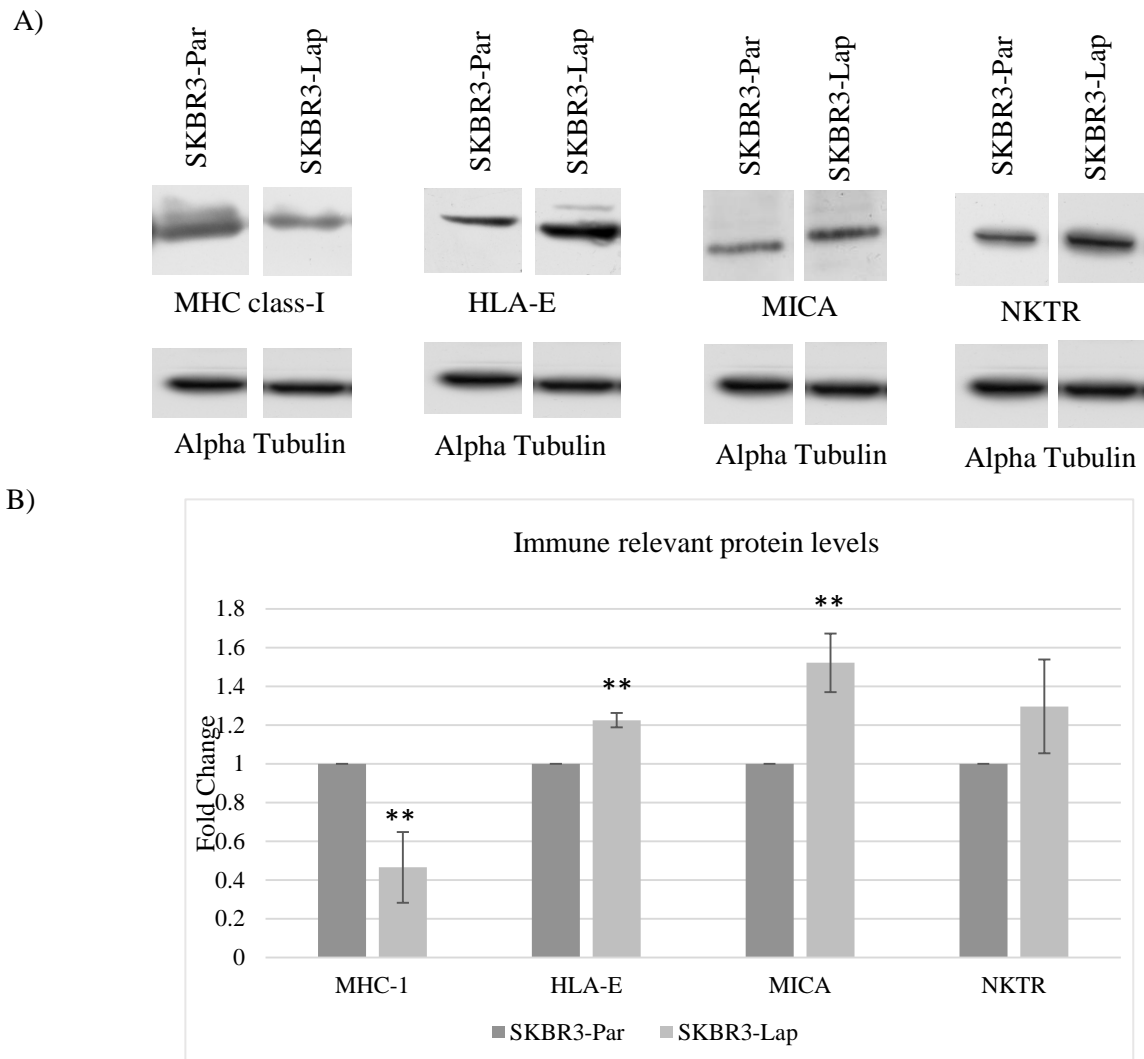 A)
SKBR3-Par
SKBR3-Lap
SKBR3-Par
SKBR3-Lap
SKBR3-Par
SKBR3-Lap
SKBR3-Par
SKBR3-Lap
MHC class-I
HLA-E
MICA
NKTR
Alpha Tubulin
Alpha Tubulin
Alpha Tubulin
Alpha Tubulin
B)
Immune relevant protein levels
Fold Change
1.8
1.6
1.4
1.2
1
0.8
0.6
0.4
0.2
0
**
**
**
MHC-1
HLA-E
MICA
NKTR
SKBR3-Par
SKBR3-Lap